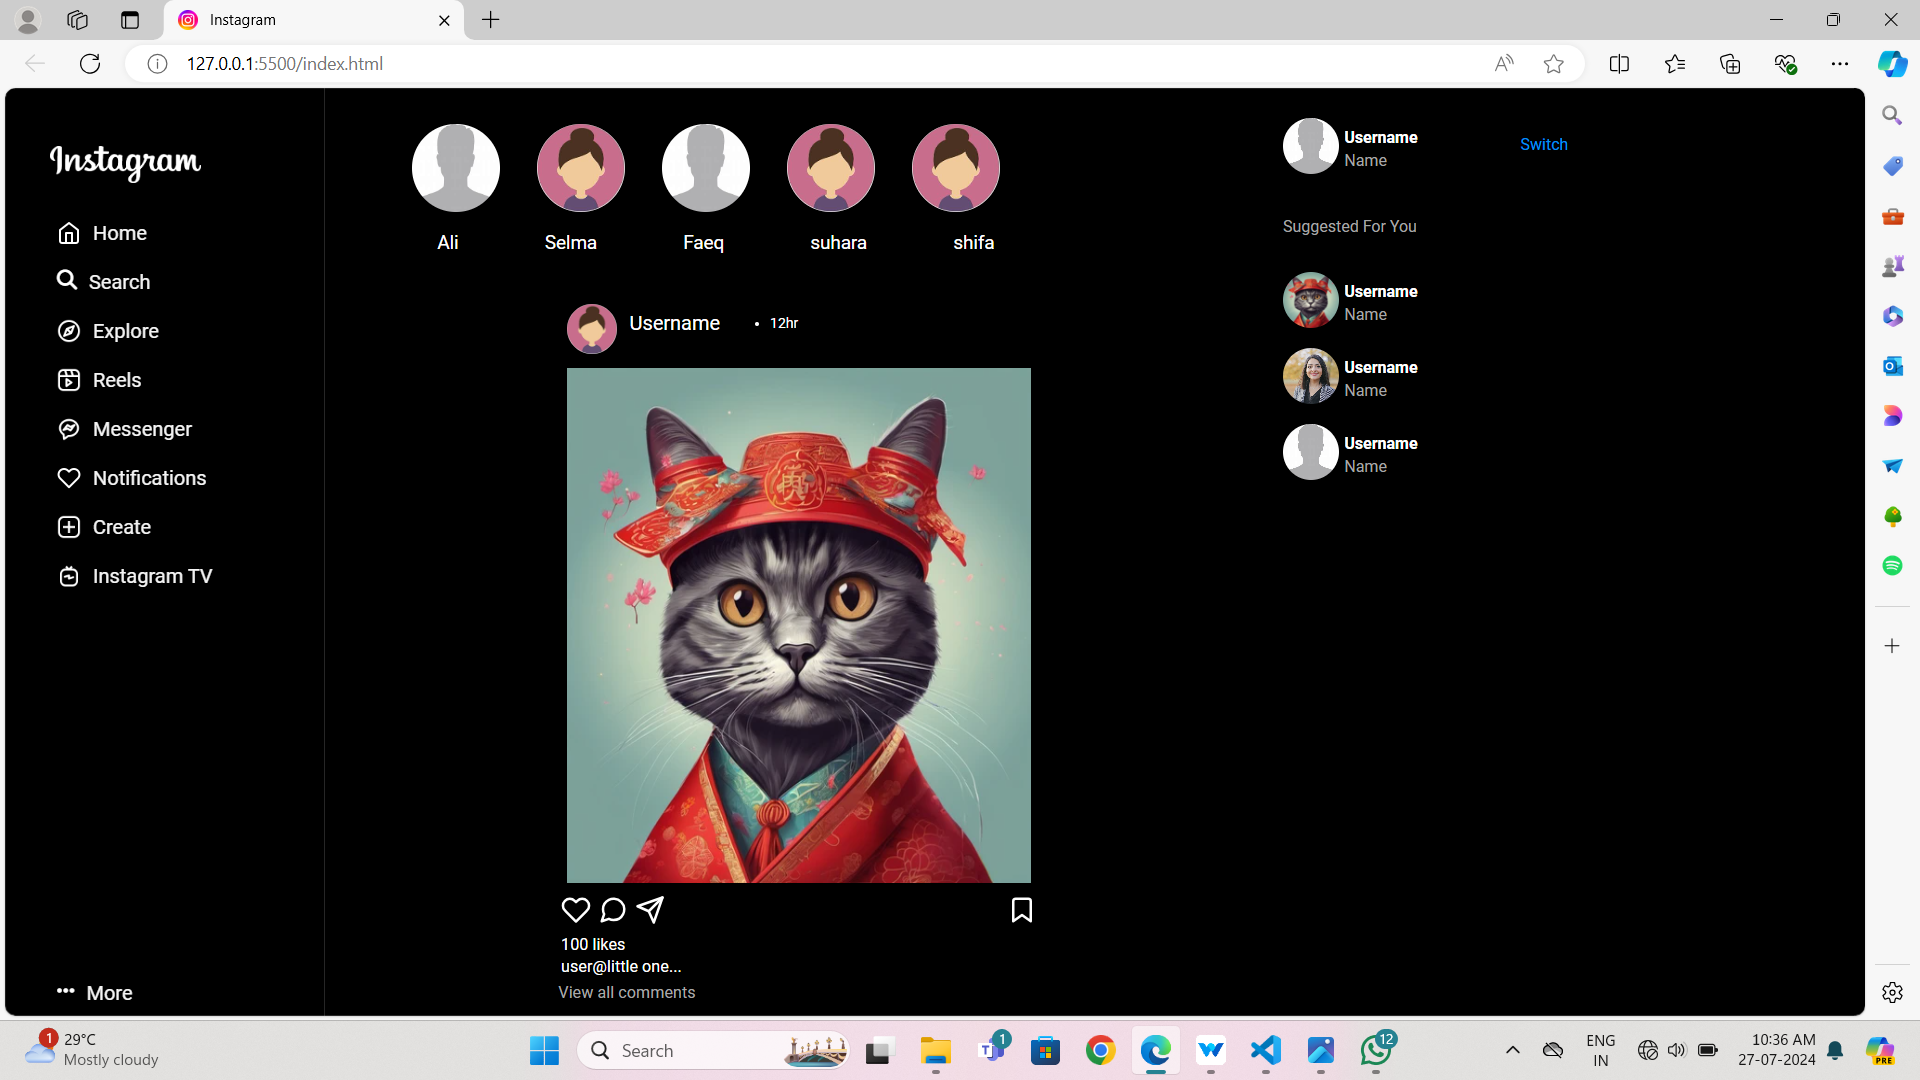 Instagram
127.0.0.1:5500/index.html
Instagram
Home
Search
Explore
Reels
Messenger
Notifications
Create
Instagram TV
More
Ali Selma Faeq suhara shifa
Username • 12hr
100 likes
user@little one...
View all comments
Username
Name
Switch
Suggested For You
Username
Name
Username
Name
Username
Name
1
29°C
Mostly cloudy
Search
1
12
ENG
IN
10:36 AM
27-07-2024
PRE